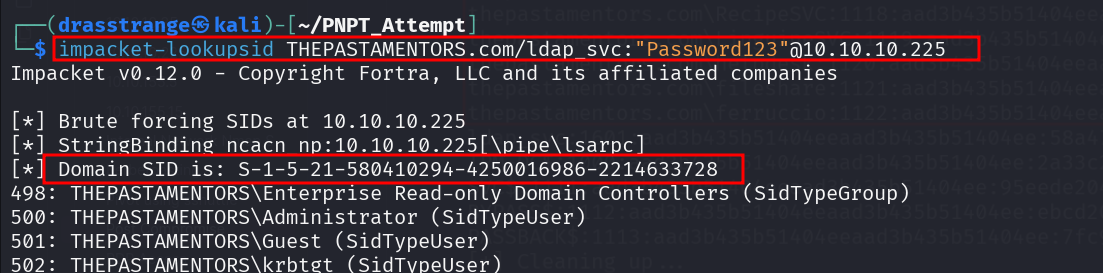 ┌──(drasstrange㉿kali)-[~/PNPT_Attempt]
└─$ impacket-lookupsid THEPASTAMENTORS.com/ldap_svc:"Password123"@10.10.10.225
Impacket v0.12.0 - Copyright Fortra, LLC and its affiliated companies
[*] Brute forcing SIDs at 10.10.10.225
[*] StringBinding ncacn_np:10.10.10.225[\pipe\lsarpc]
[*] Domain SID is: S-1-5-21-580410294-4250016986-2214633728
498: THEPASTAMENTORS\Enterprise Read-only Domain Controllers (SidTypeGroup)
500: THEPASTAMENTORS\Administrator (SidTypeUser)
501: THEPASTAMENTORS\Guest (SidTypeUser)
502: THEPASTAMENTORS\krbtgt (SidTypeUser)